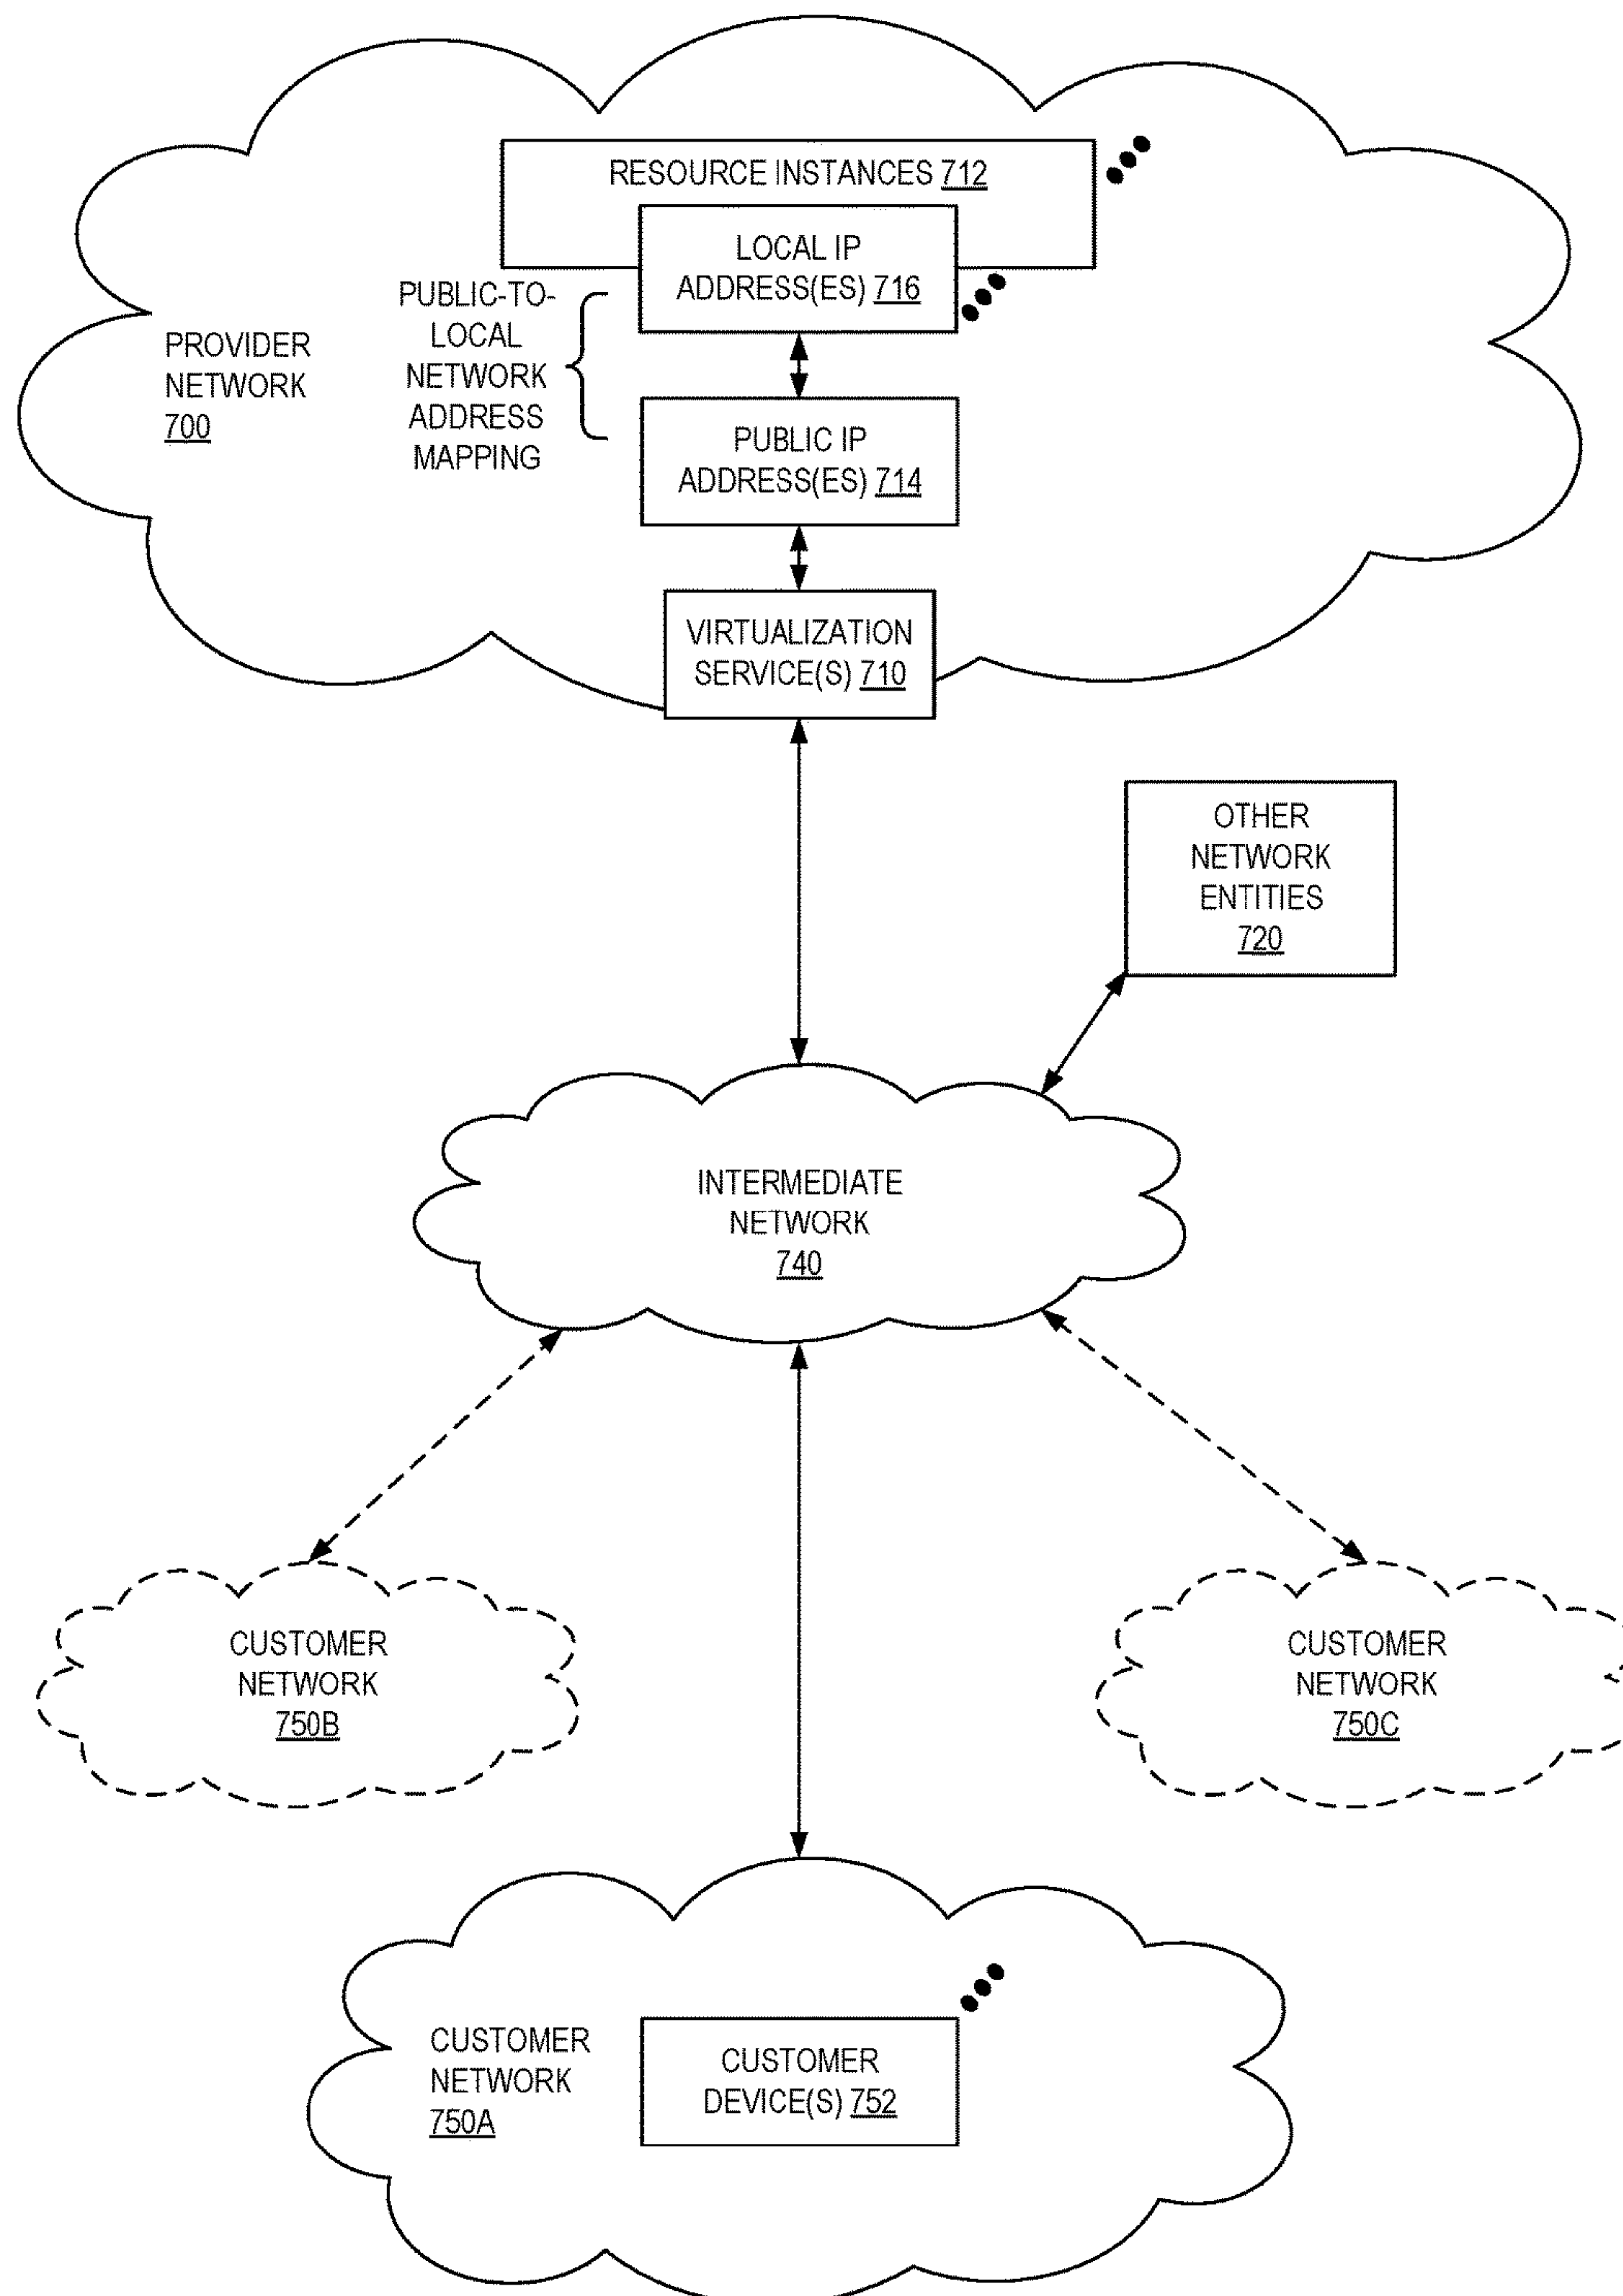 RESOURCE INSTANCES 712
LOCAL IP
ADDRESS(ES) 716
PUBLIC-TO-
LOCAL
NETWORK
ADDRESS
MAPPING
PROVIDER
NETWORK
700
PUBLIC IP
ADDRESS(ES) 714
VIRTUALIZATION
SERVICE(S) 710
OTHER
NETWORK
ENTITIES
720
INTERMEDIATE
NETWORK
740
CUSTOMER
NETWORK
750B
CUSTOMER
NETWORK
750C
CUSTOMER
NETWORK
750A
CUSTOMER
DEVICE(S) 752